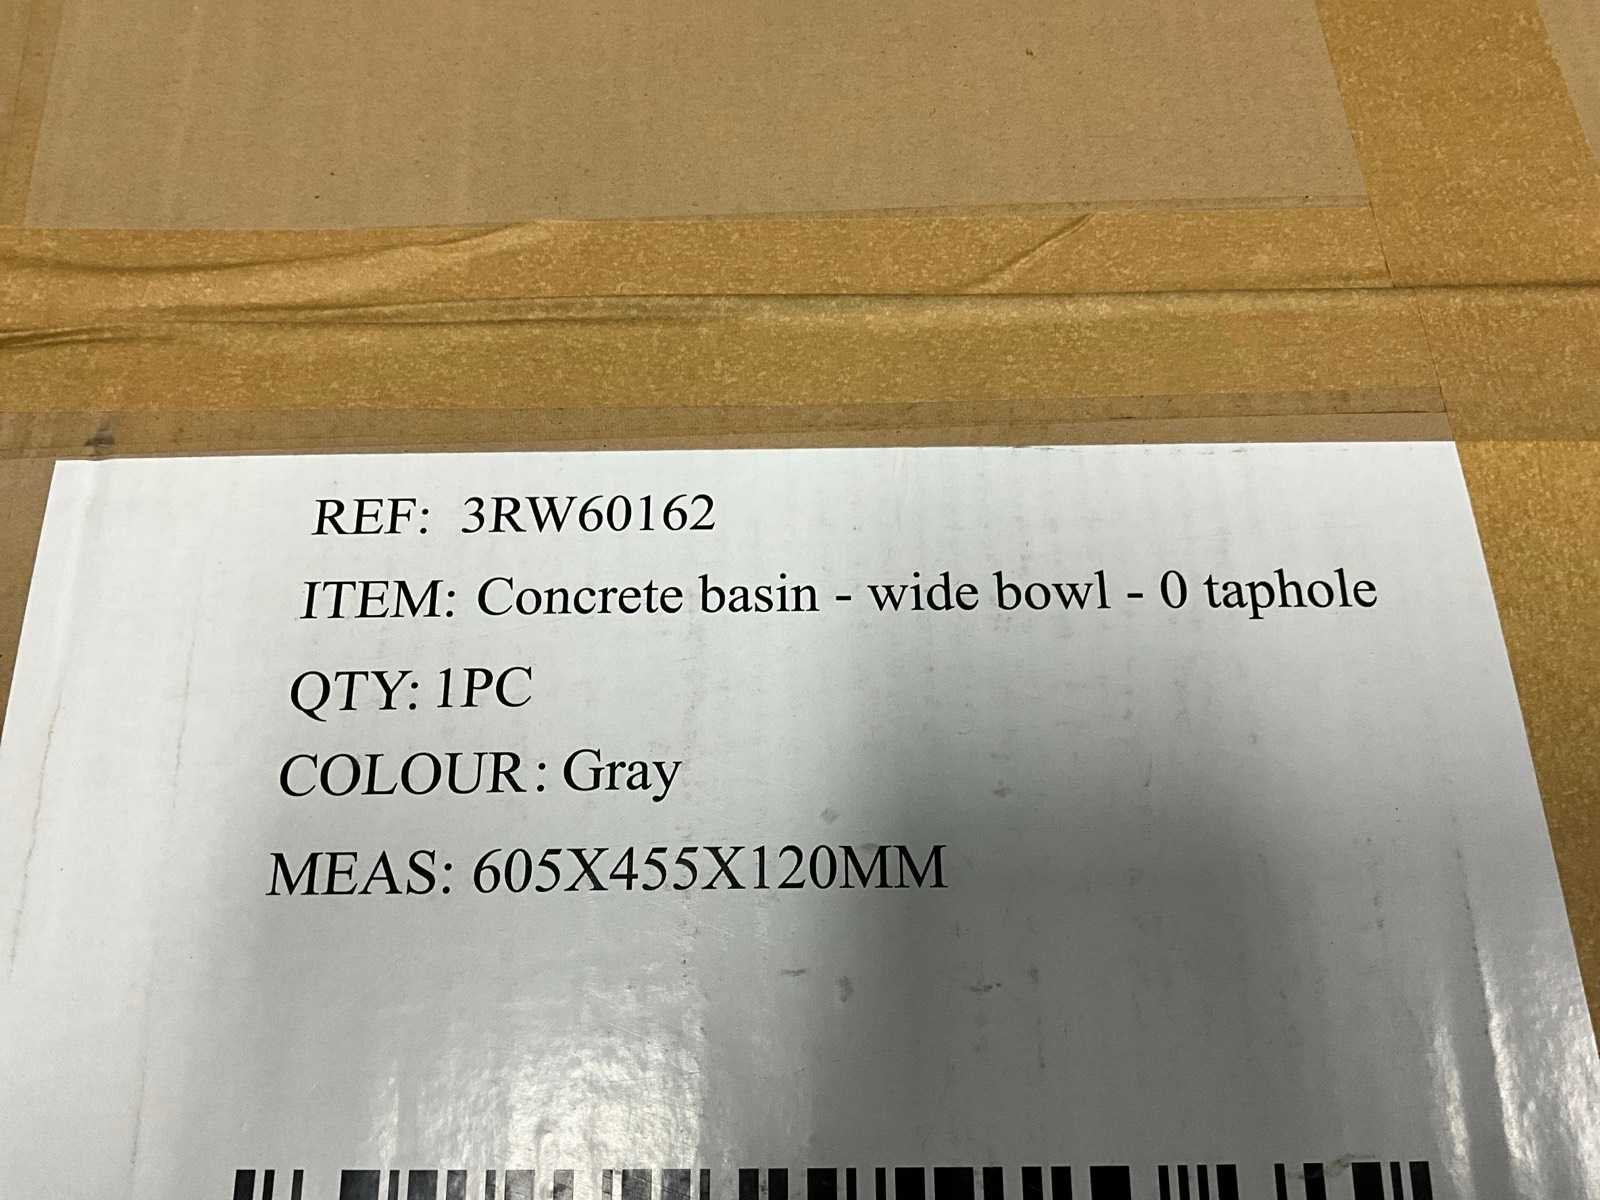 REF: 3RW60162
ITEM: Concrete basin - wide bowl - 0 taphole
QTY: 1PC
COLOUR: Gray
MEAS: 605X455X120MM